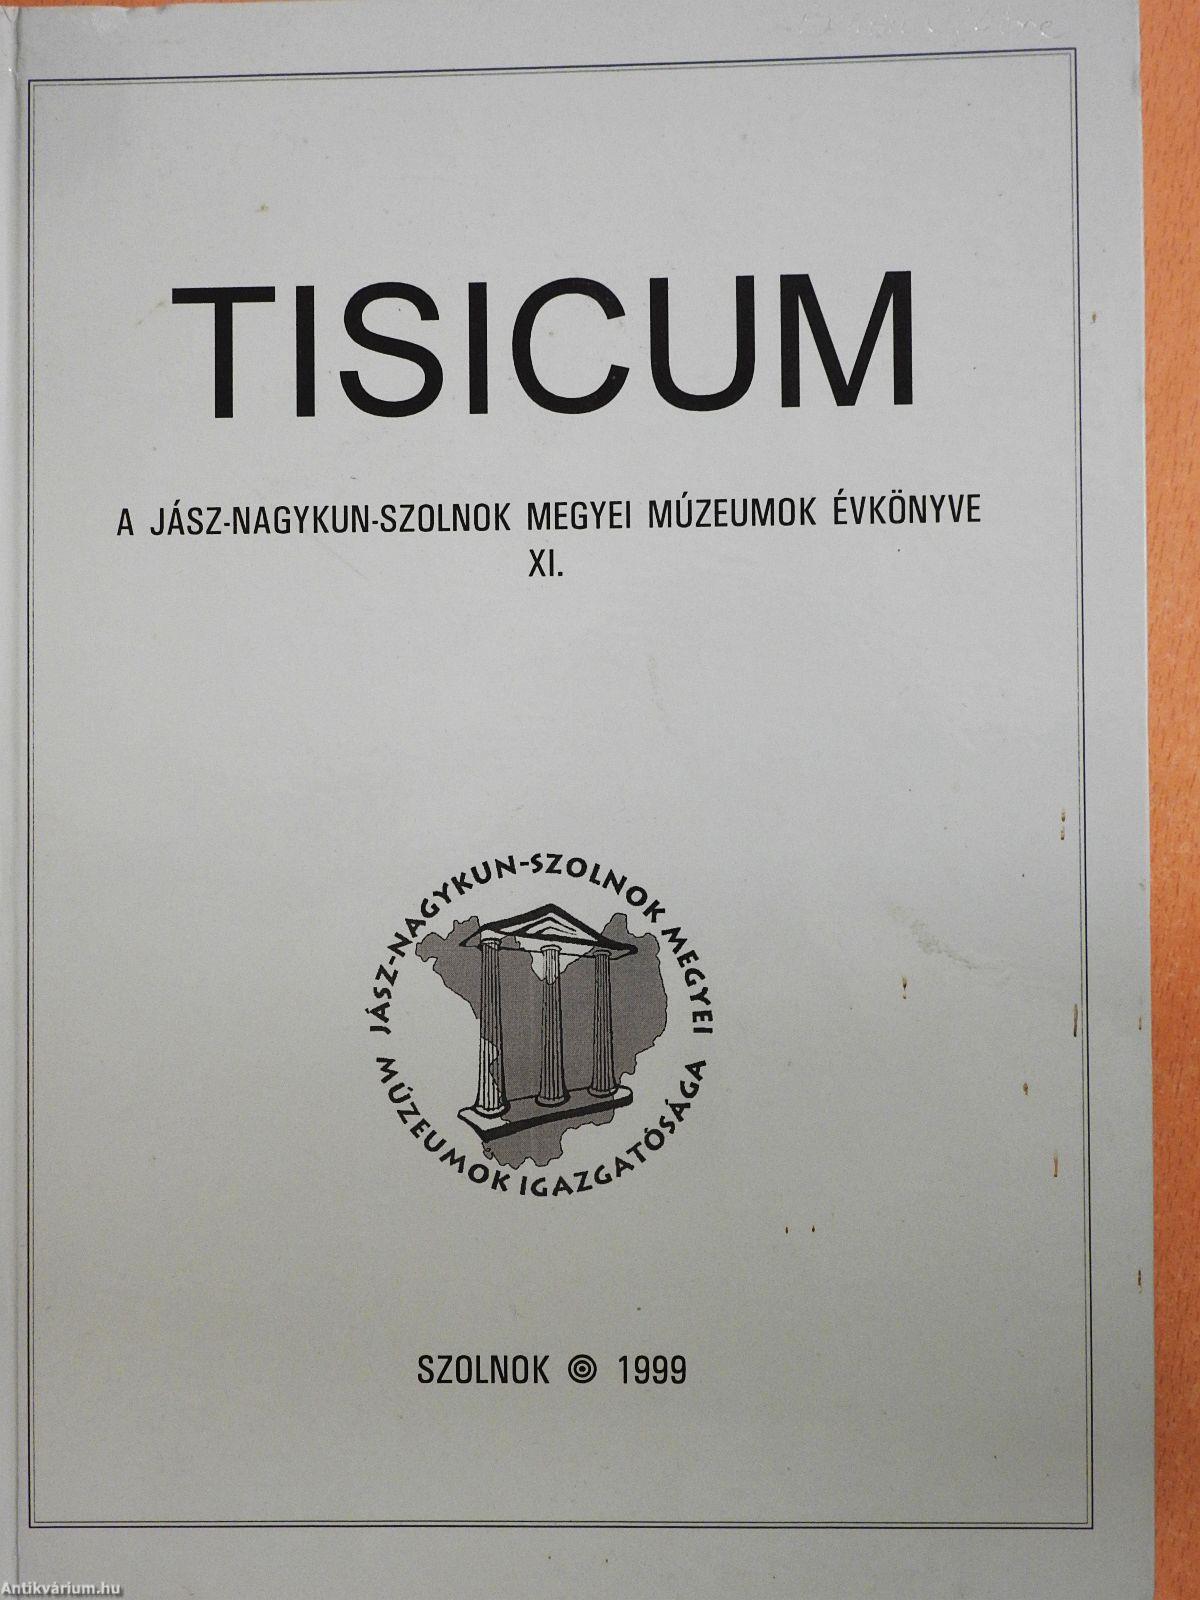 TISICUM
A JÁSZ-NAGYKUN-SZOLNOK MEGYEI MÚZEUMOK ÉVKÖNYVE
XI.
JÁSZ-NAGYKUN-SZOLNOK MEGYEI
MÚZEUMOK IGAZGATÓSÁGA
SZOLNOK 1999
Antikvárium.hu